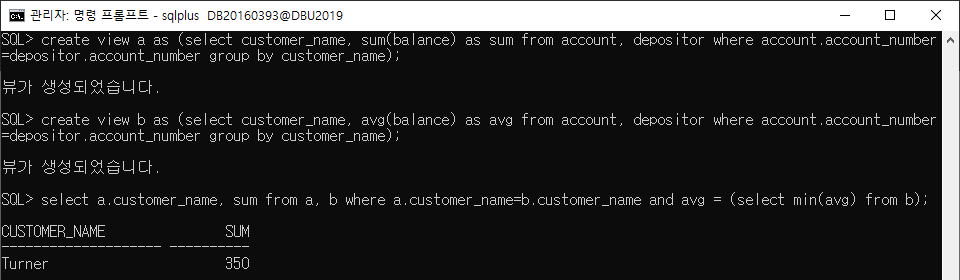 관리자: 명령 프롬프트 - sqlplus DB20160393@DBU2019
SQL> create view a as (select customer_name, sum(balance) as sum from account, depositor where account.account_number
=depositor.account_number group by customer_name);
뷰가 생성되었습니다.
SQL> create view b as (select customer_name, avg(balance) as avg from account, depositor where account.account_number
=depositor.account_number group by customer_name);
뷰가 생성되었습니다.
SQL> select a.customer_name, sum from a, b where a.customer_name=b.customer_name and avg = (select min(avg) from b);
CUSTOMER_NAME SUM
-------------------- ----------
Turner 350